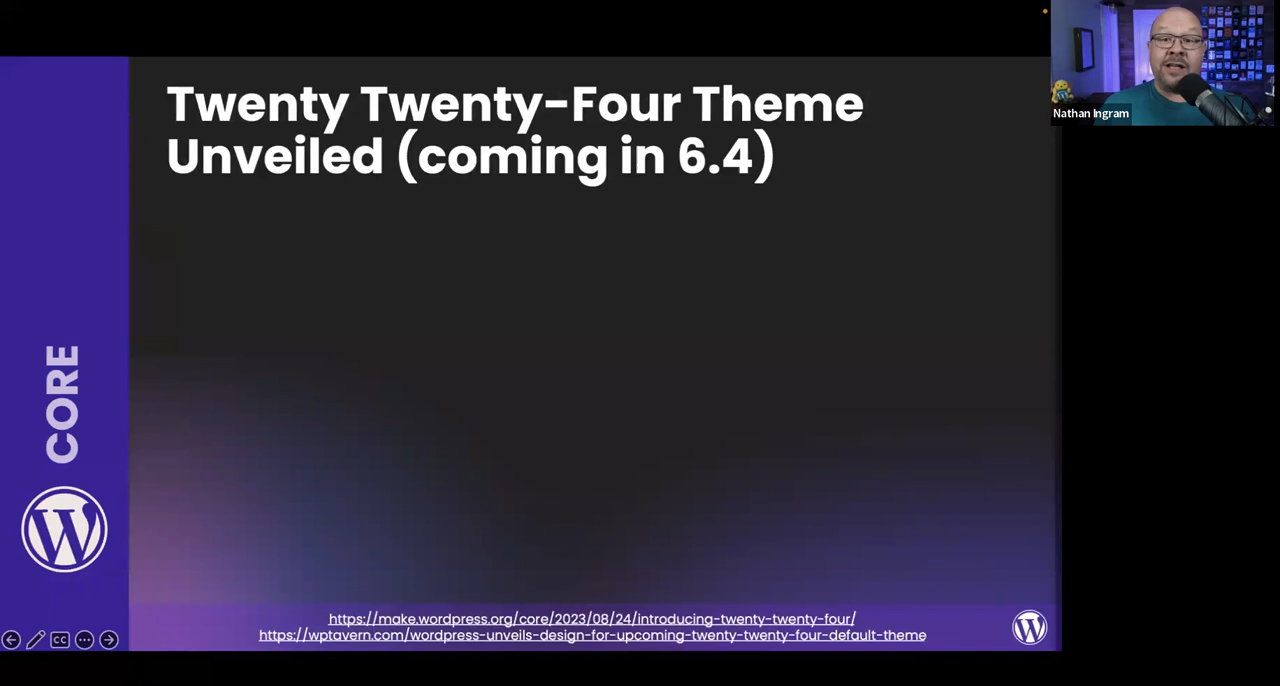 Twenty Twenty-Four Theme
Unveiled (coming in 6.4)
Nathan Ingram
CORE
W
CC
https://make.wordpress.org/core/2023/08/24/introducing-twenty-twenty-four/
https://wptavern.com/wordpress-unveils-design-for-upcoming-twenty-twenty-four-default-theme
W